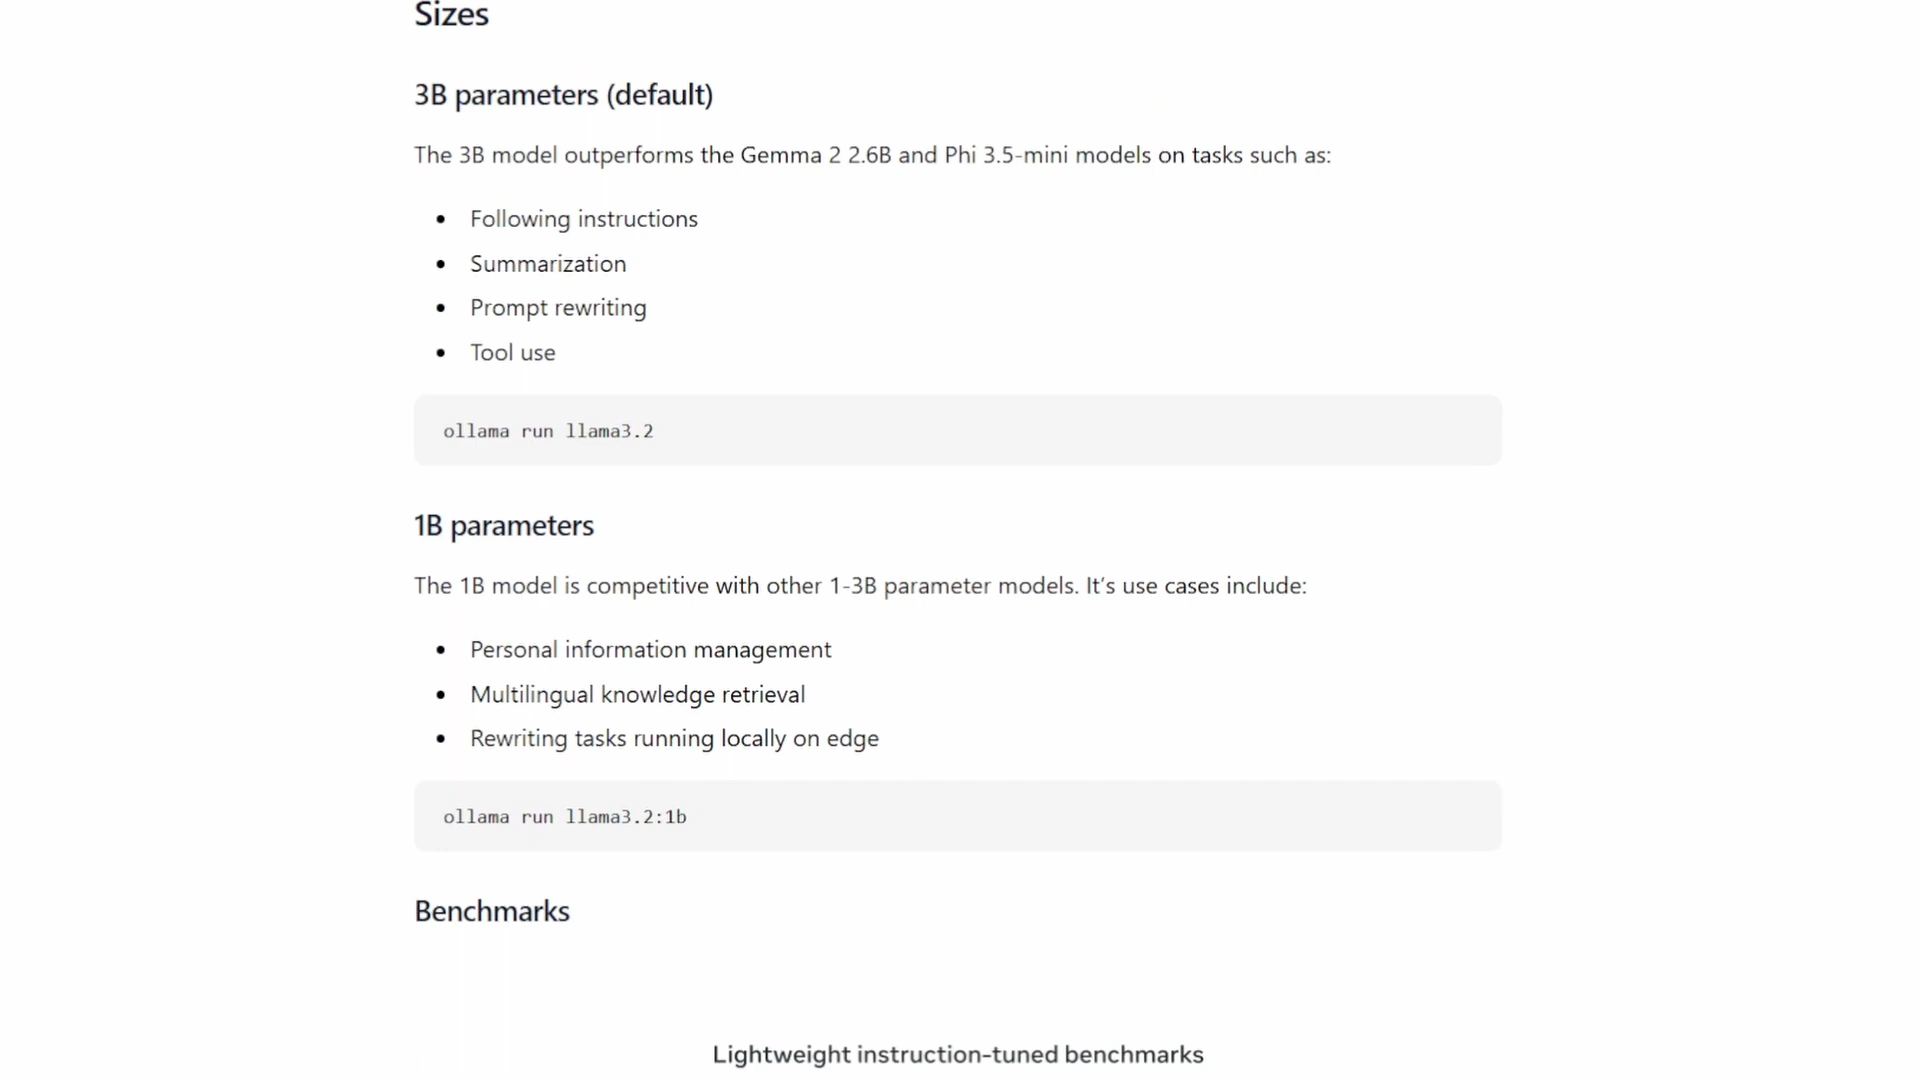 Sizes
3B parameters (default)
The 3B model outperforms the Gemma 2 2.6B and Phi 3.5-mini models on tasks such as:
• Following instructions
• Summarization
• Prompt rewriting
• Tool use
ollama run llama3.2
1B parameters
The 1B model is competitive with other 1-3B parameter models. It's use cases include:
• Personal information management
• Multilingual knowledge retrieval
• Rewriting tasks running locally on edge
ollama run llama3.2:1b
Benchmarks
Lightweight instruction-tuned benchmarks